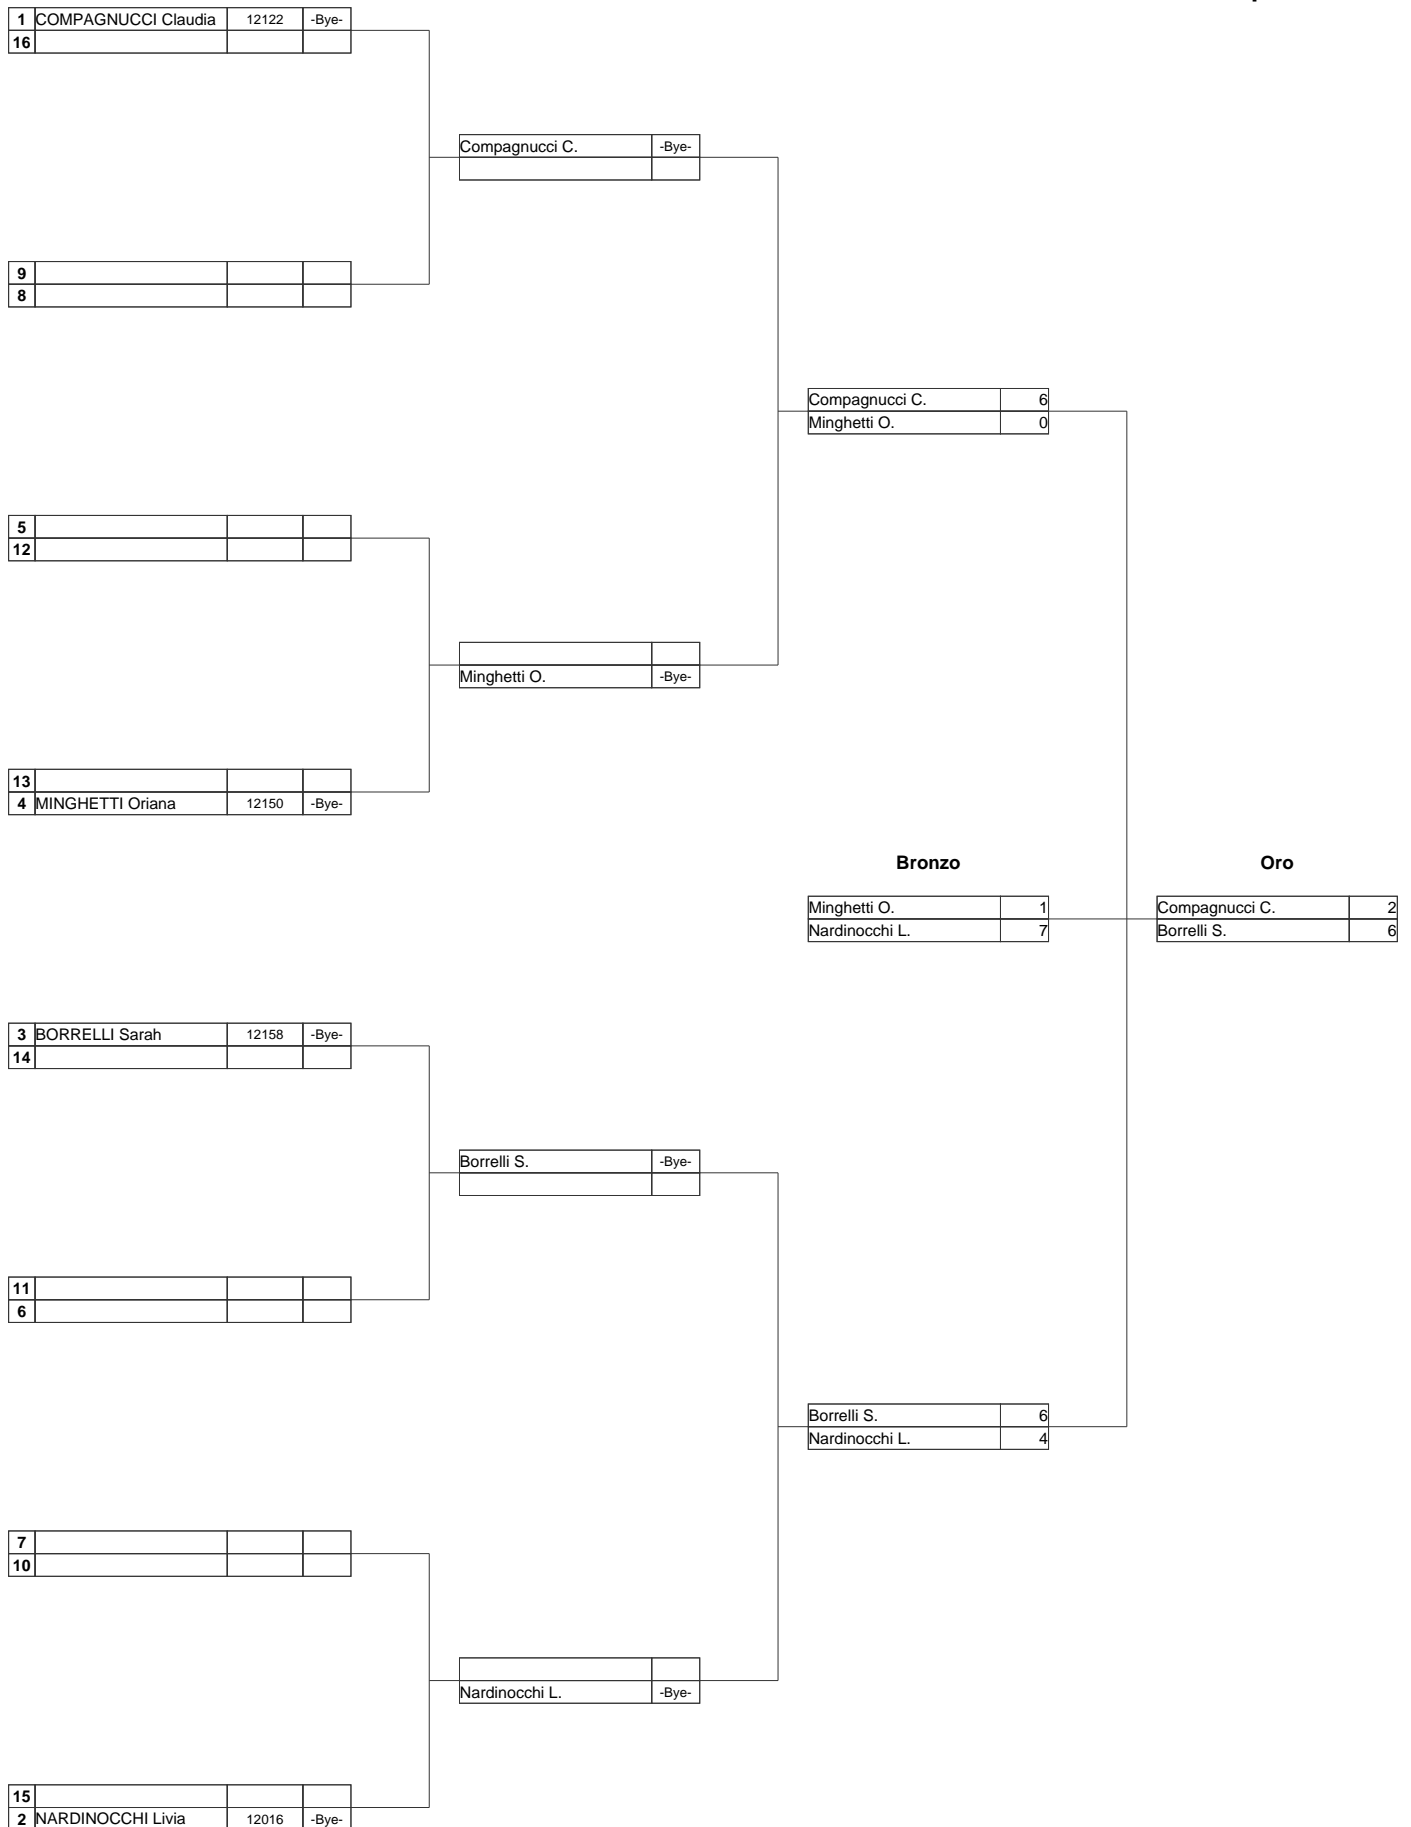 1 COMPAGNUCCI Claudia 12122 -Bye-
16
Compagnucci C. -Bye-
9
8
Compagnucci C. 6
Minghetti O. 0
5
12
Minghetti O. -Bye-
13
4 MINGHETTI Oriana 12150 -Bye-
Bronzo
Oro
Minghetti O. 1
Nardinocchi L. 7
Compagnucci C. 2
Borrelli S. 6
3 BORRELLI Sarah 12158 -Bye-
14
Borrelli S. -Bye-
11
6
Borrelli S. 6
Nardinocchi L. 4
7
10
Nardinocchi L. -Bye-
15
2 NARDINOCCHI Livia 12016 -Bye-